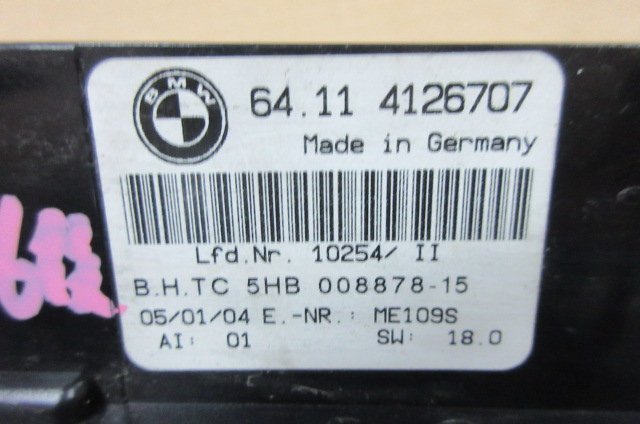 BMW 64.11 4126707
Made in Germany
Lfd.Nr. 10254/ II
B.H.TC 5HB 008878-15
05/01/04 E.-NR.: ME109S
AI: 01 SW: 18.0